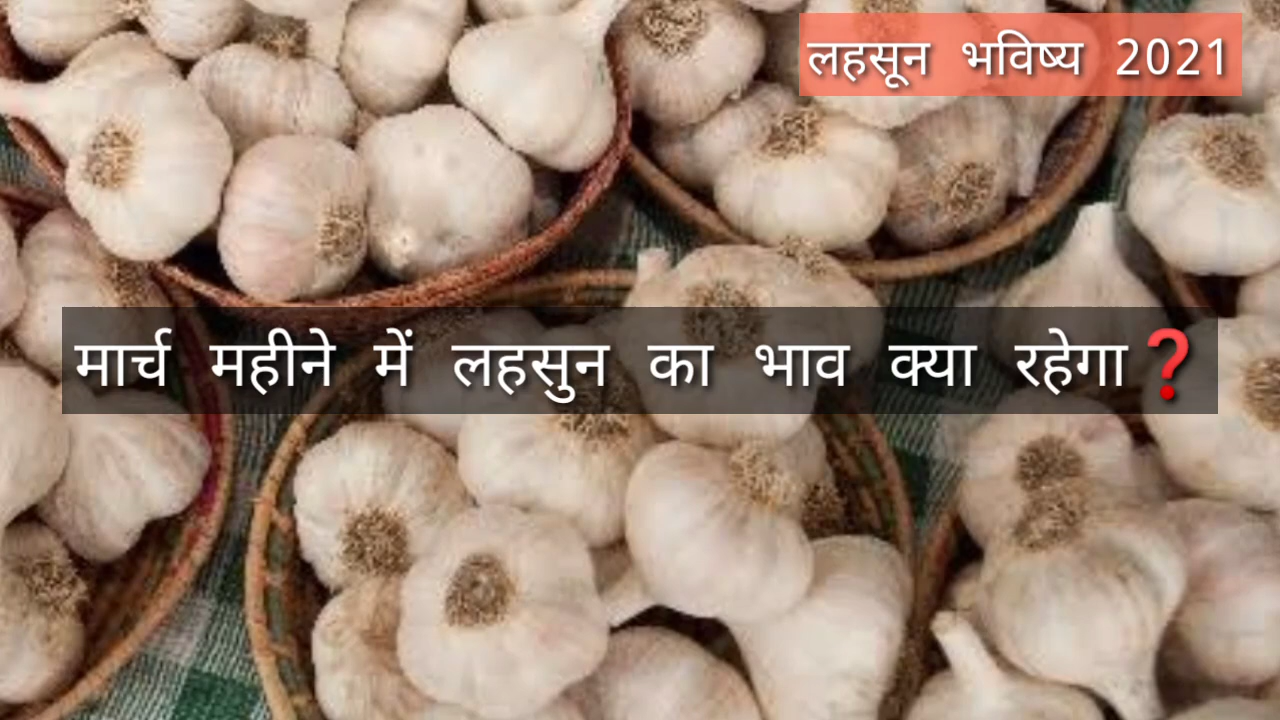 लहसून भविष्य 2021
मार्च महीने में लहसुन का भाव क्या रहेगा❓